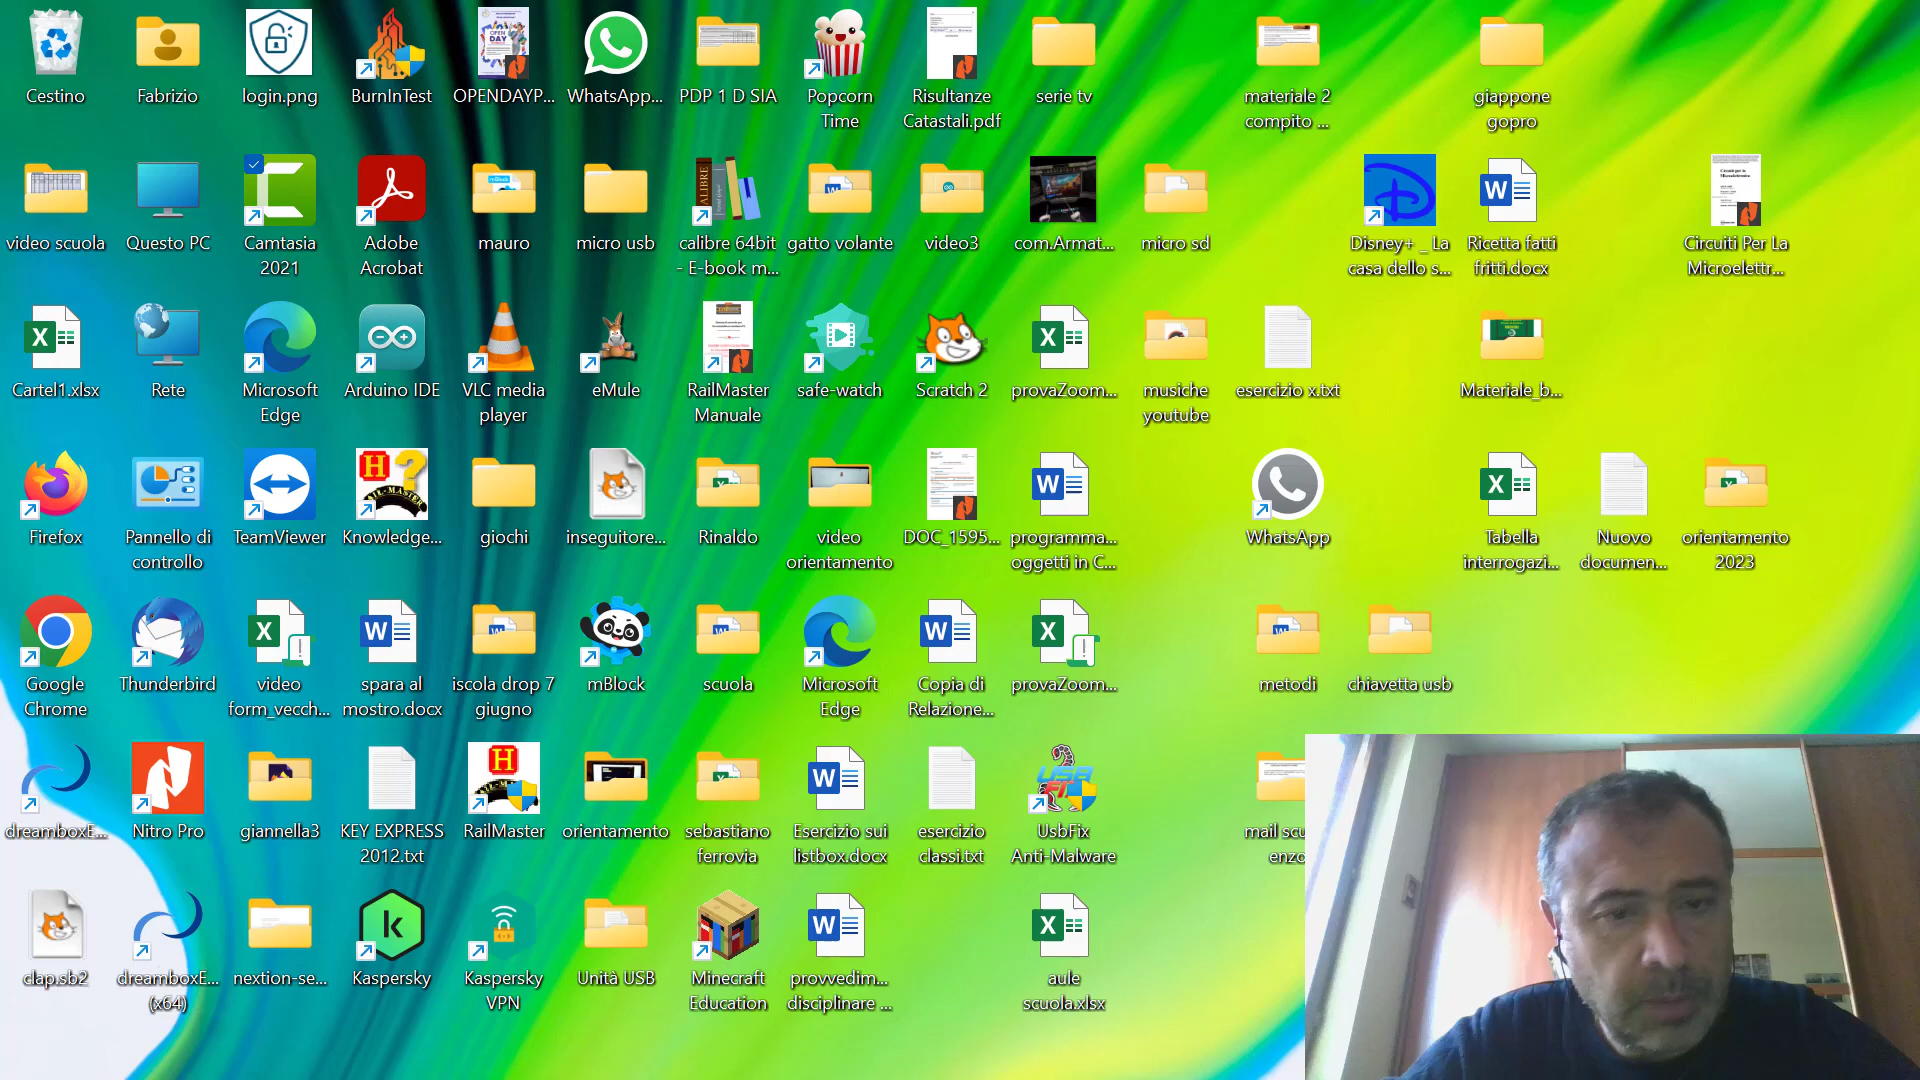 Cestino
Fabrizio
login.png
BurnInTest
OPENDAYP...
WhatsApp...
PDP 1 D SIA
Popcorn
Time
Risultanze
Catastali.pdf
serie tv
materiale 2
compito ...
giappone
gopro
video scuola
Questo PC
Camtasia
2021
Adobe
Acrobat
mauro
micro usb
calibre 64bit
- E-book m...
gatto volante
video3
com.Armat...
micro sd
Disney+ _ La
casa dello s...
Ricetta fatti
fritti.docx
Circuiti Per La
Microelettr...
Cartel1.xlsx
Rete
Microsoft
Edge
Arduino IDE
VLC media
player
eMule
RailMaster
Manuale
safe-watch
Scratch 2
provaZoom...
musiche
youtube
esercizio x.txt
Materiale_b...
Firefox
Pannello di
controllo
TeamViewer
Knowledge...
giochi
inseguitore...
Rinaldo
video
orientamento
DOC_1595...
programma...
oggetti in C...
WhatsApp
Tabella
interrogazi...
Nuovo
documen...
orientamento
2023
Google
Chrome
Thunderbird
video
form_vecch...
spara al
mostro.docx
iscola drop 7
giugno
mBlock
scuola
Microsoft
Edge
Copia di
Relazione...
provaZoom...
metodi
chiavetta usb
dreamboxE...
Nitro Pro
giannella3
KEY EXPRESS
2012.txt
RailMaster
orientamento
sebastiano
ferrovia
Esercizio sui
listbox.docx
esercizio
classi.txt
UsbFix
Anti-Malware
mail scu
enzo
clap.sb2
dreamboxE...
(x64)
nextion-se...
Kaspersky
Kaspersky
VPN
Unità USB
Minecraft
Education
provvedim...
disciplinare ...
aule
scuola.xlsx